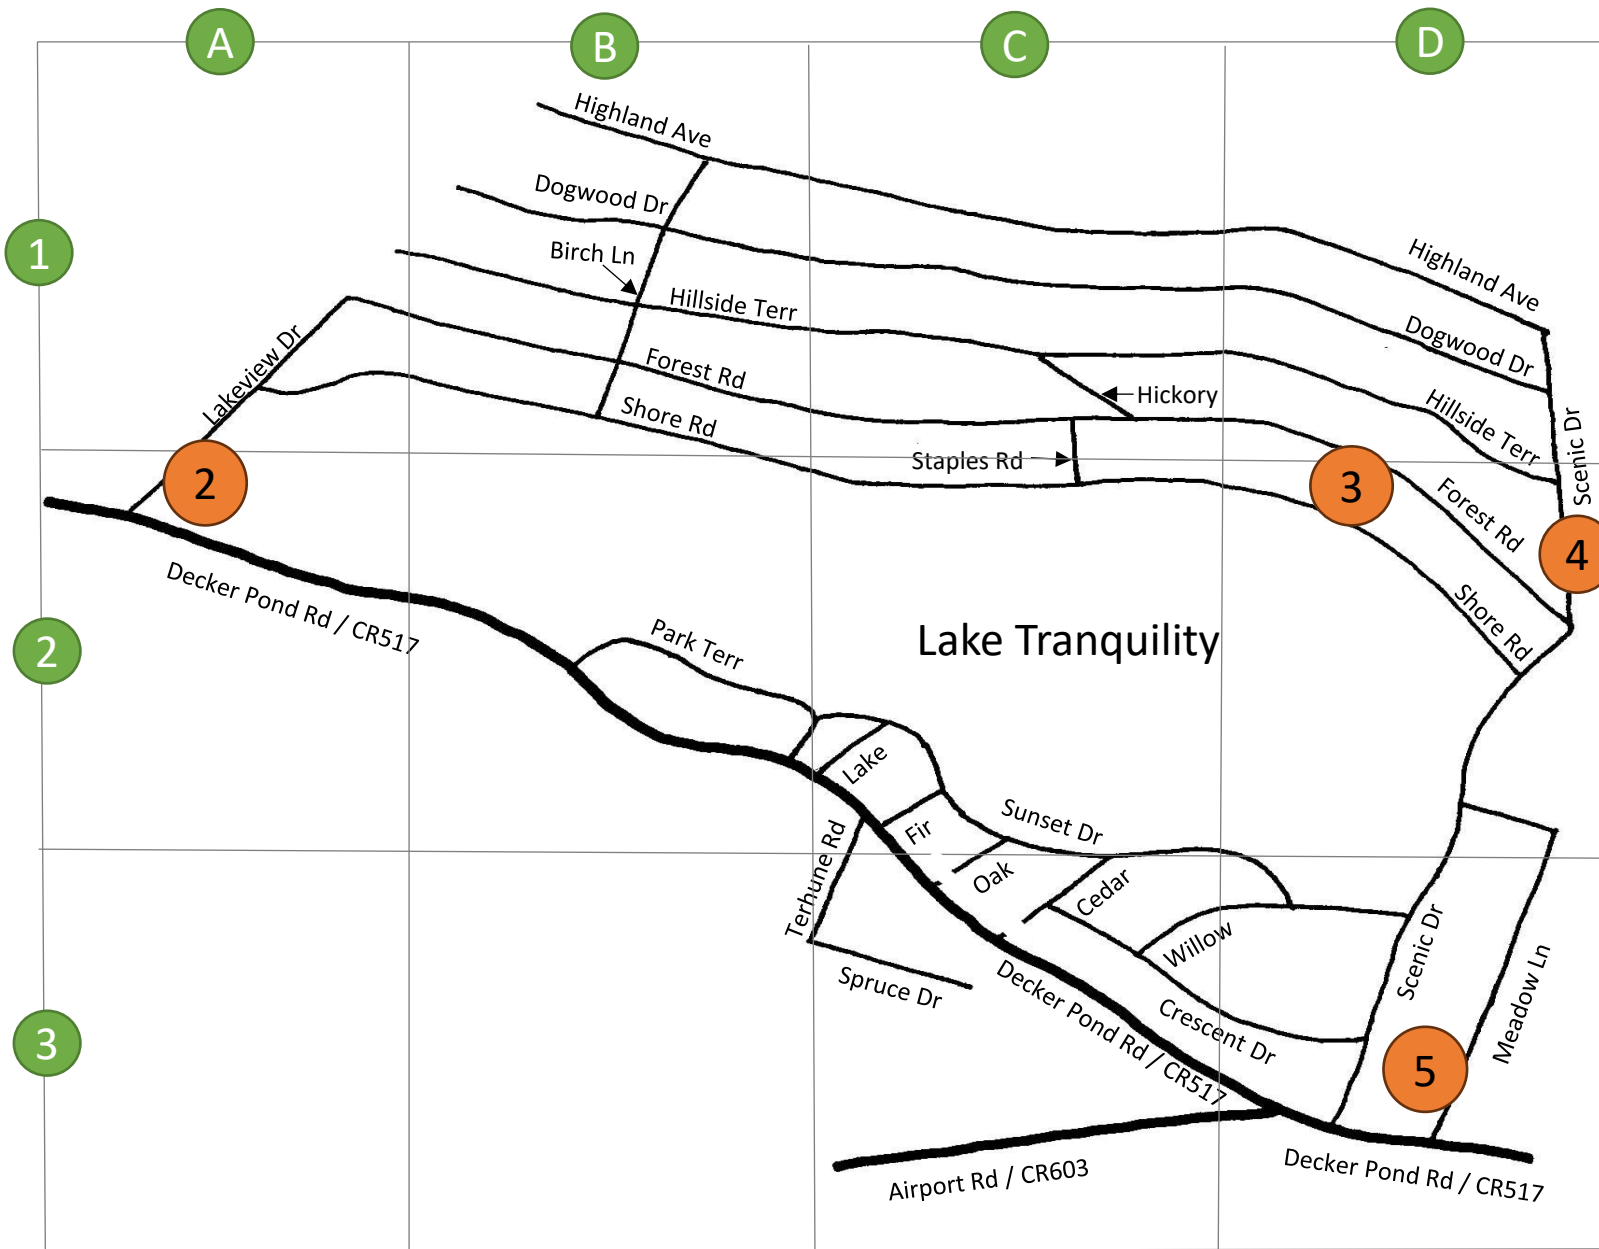 A
B
C
D
Highland Ave
Dogwood Dr
Birch Ln
1
Highland Ave
Hillside Terr
Lakeview Dr
Dogwood Dr
Forest Rd
Hickory
Shore Rd
Hillside Terr
Scenic Dr
Staples Rd
2
3
Forest Rd
4
Decker Pond Rd / CR517
Shore Rd
2
Park Terr
Lake Tranquility
Lake
Sunset Dr
Fir
Terhune Rd
Oak
Cedar
Willow
Scenic Dr
Spruce Dr
Meadow Ln
Decker Pond Rd / CR517
Crescent Dr
3
5
Airport Rd / CR603
Decker Pond Rd / CR517